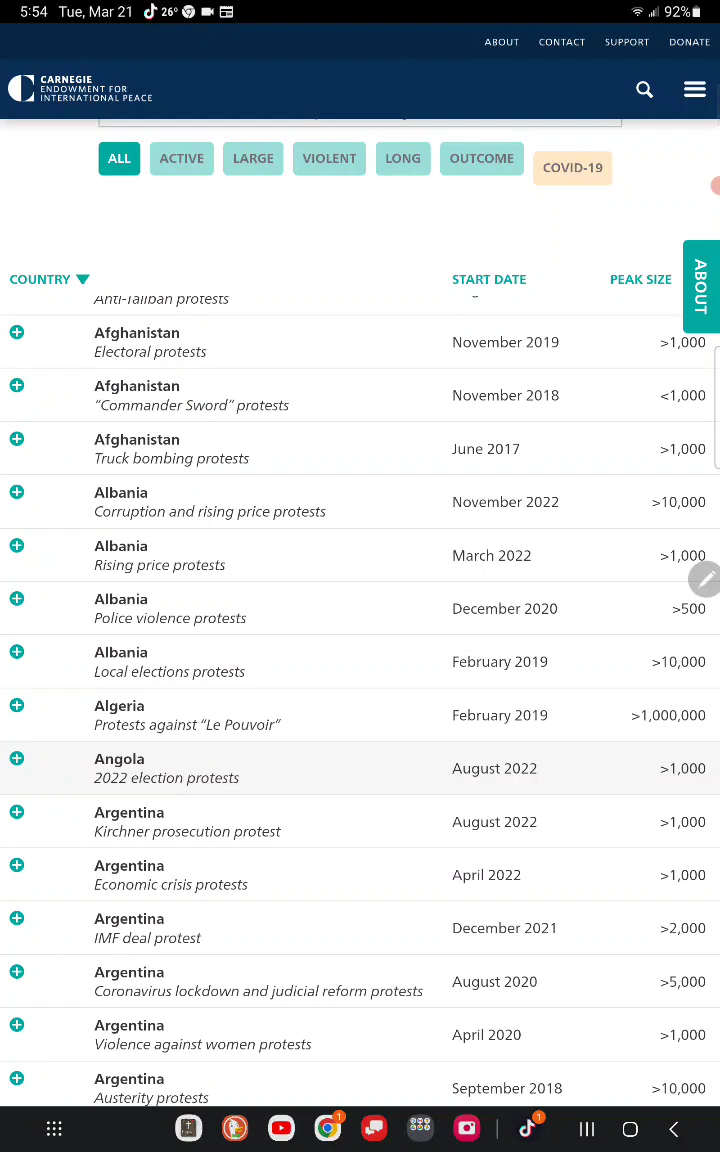 5:54 Tue, Mar 21 26° 92%
ABOUT CONTACT SUPPORT DONATE
CARNEGIE
ENDOWMENT FOR
INTERNATIONAL PEACE
ALL ACTIVE LARGE VIOLENT LONG OUTCOME COVID-19
ABOUT
COUNTRY START DATE PEAK SIZE
Anti-Taliban protests
Afghanistan
Electoral protests
November 2019 >1,000
Afghanistan
“Commander Sword” protests
November 2018 <1,000
Afghanistan
Truck bombing protests
June 2017 >1,000
Albania
Corruption and rising price protests
November 2022 >10,000
Albania
Rising price protests
March 2022 >1,000
Albania
Police violence protests
December 2020 >500
Albania
Local elections protests
February 2019 >10,000
Algeria
Protests against “Le Pouvoir”
February 2019 >1,000,000
Angola
2022 election protests
August 2022 >1,000
Argentina
Kirchner prosecution protest
August 2022 >1,000
Argentina
Economic crisis protests
April 2022 >1,000
Argentina
IMF deal protest
December 2021 >2,000
Argentina
Coronavirus lockdown and judicial reform protests
August 2020 >5,000
Argentina
Violence against women protests
April 2020 >1,000
Argentina
Austerity protests
September 2018 >10,000
1 1